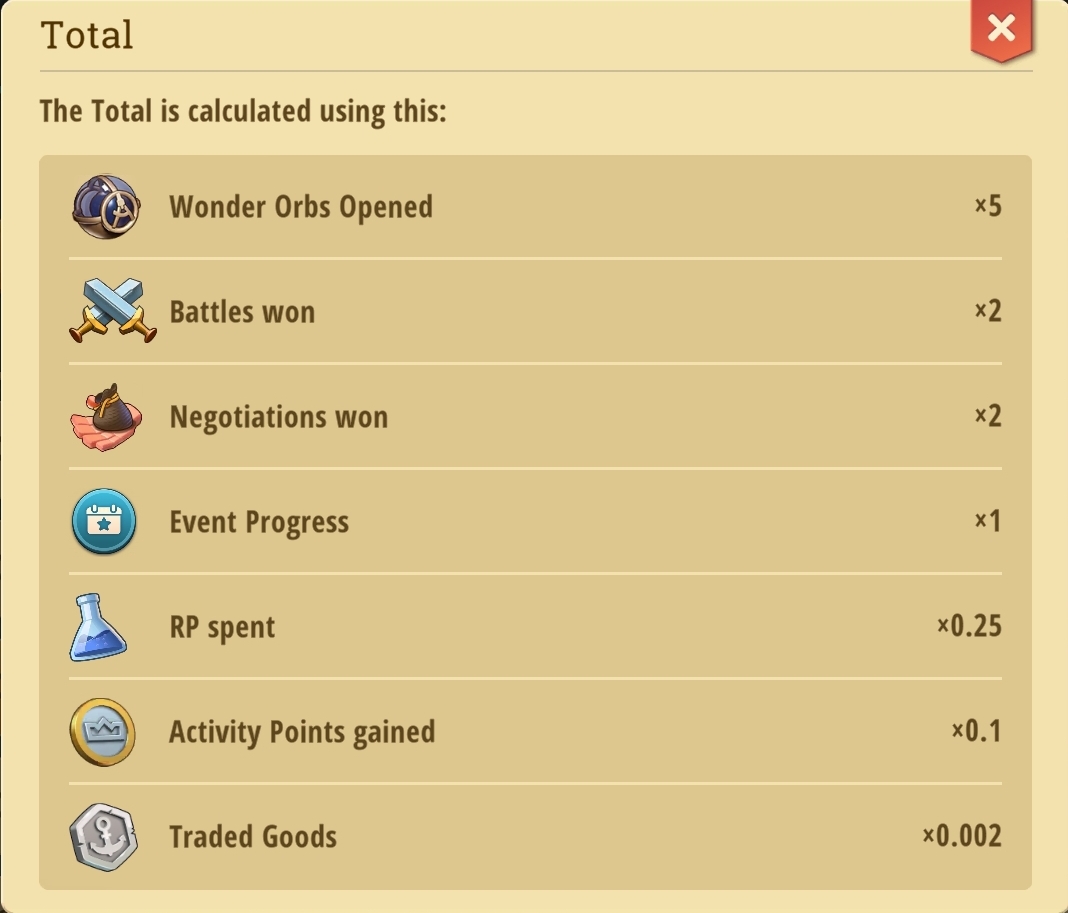 Total
The Total is calculated using this:
Wonder Orbs Opened ×5
Battles won ×2
Negotiations won ×2
Event Progress ×1
RP spent ×0.25
Activity Points gained ×0.1
Traded Goods ×0.002